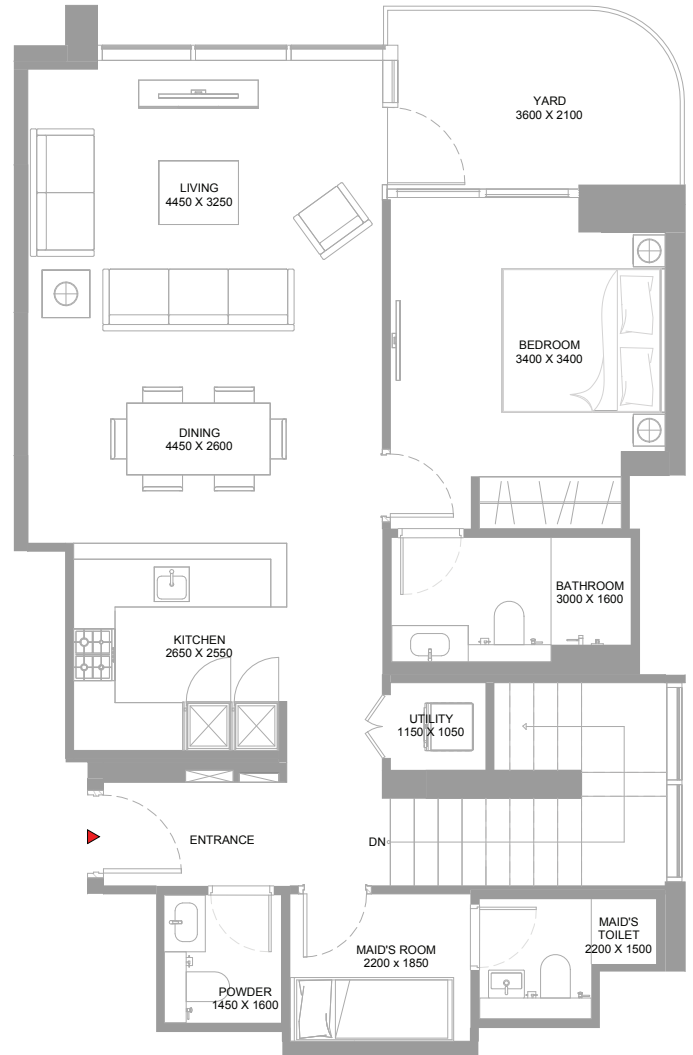 YARD
3600 X 2100
LIVING
4450 X 3250
BEDROOM
3400 X 3400
DINING
4450 X 2600
BATHROOM
3000 X 1600
KITCHEN
2650 X 2550
UTILITY
1150 X 1050
ENTRANCE
DN
MAID'S
TOILET
2200 X 1500
MAID'S ROOM
2200 x 1850
POWDER
1450 X 1600